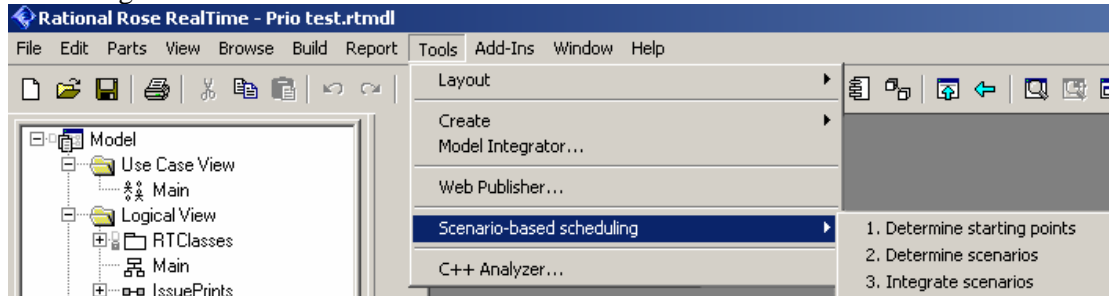 Rational Rose RealTime - Prio test.rtmdl
File Edit Parts View Browse Build Report Tools Add-Ins Window Help
Layout
Create
Model Integrator...
Web Publisher...
Scenario-based scheduling
1. Determine starting points
2. Determine scenarios
3. Integrate scenarios
C++ Analyzer...
Model
Use Case View
Main
Logical View
RTClasses
Main
IssuePrints